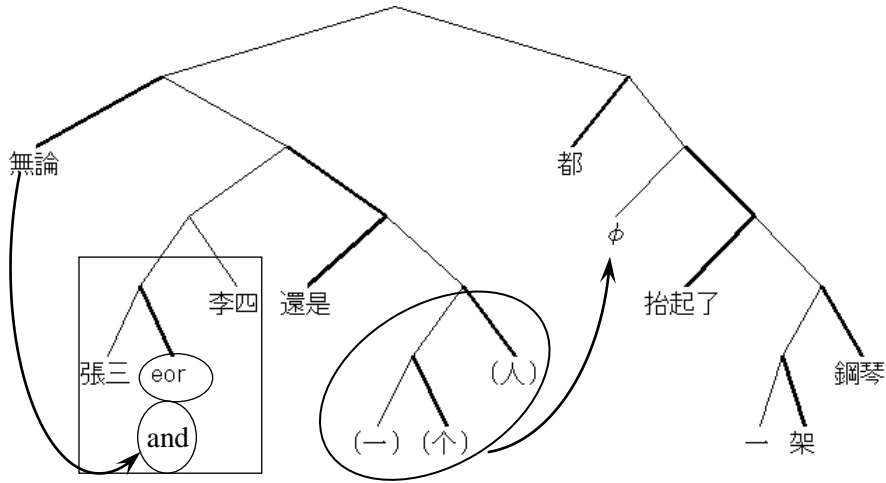 無論
都
φ
李四 還是 抬起了
張三 eor (人) 鋼琴
and (一) (个) 一 架